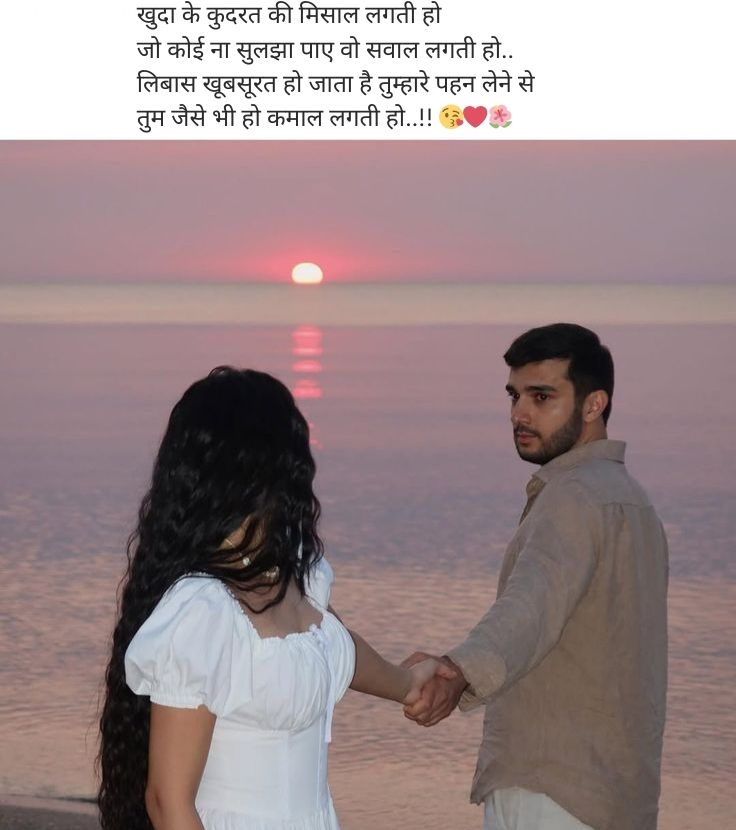 खुदा के कुदरत की मिसाल लगती हो
जो कोई ना सुलझा पाए वो सवाल लगती हो..
लिबास खूबसूरत हो जाता है तुम्हारे पहन लेने से
तुम जैसे भी हो कमाल लगती हो..!! 😘❤️🌺